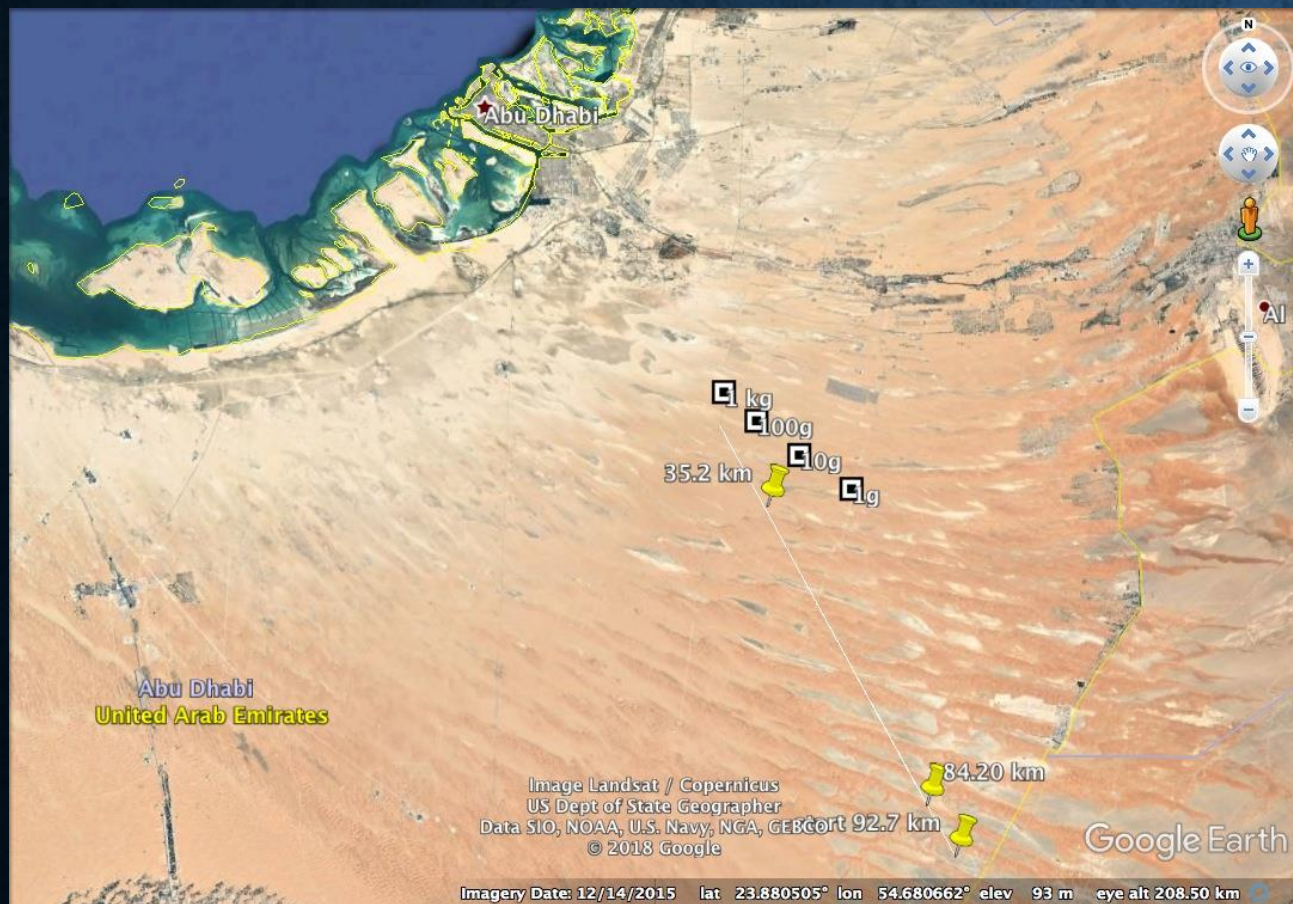 N
Abu Dhabi
Al
1 kg
100g
10g
35.2 km
1g
Abu Dhabi
United Arab Emirates
84.20 km
start 92.7 km
Image Landsat / Copernicus
US Dept of State Geographer
Data SIO, NOAA, U.S. Navy, NGA, GEBCO
© 2018 Google
Google Earth
Imagery Date: 12/14/2015 lat 23.880505° lon 54.680662° elev 93 m eye alt 208.50 km